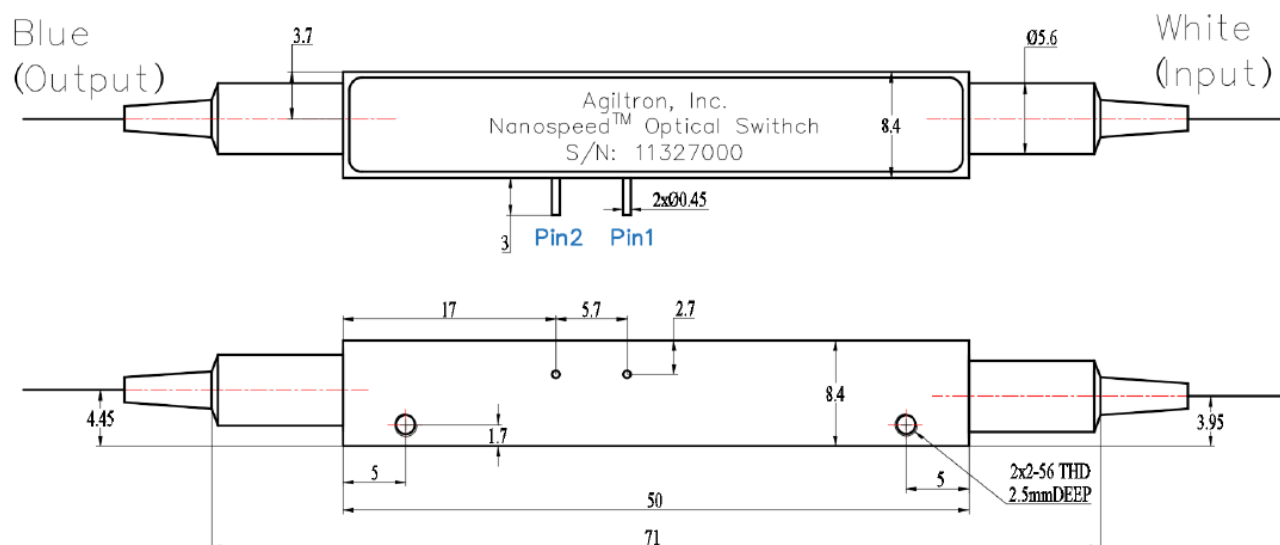 Blue
(Output)
3.7
Ø5.6
White
(Input)
Agiltron, Inc.
Nanospeed™ Optical Swithch
S/N: 11327000
8.4
2xØ0.45
3
Pin2
Pin1
17
5.7
2.7
4.45
8.4
3.95
1.7
5
5
2x2-56 THD
2.5mmDEEP
50
71